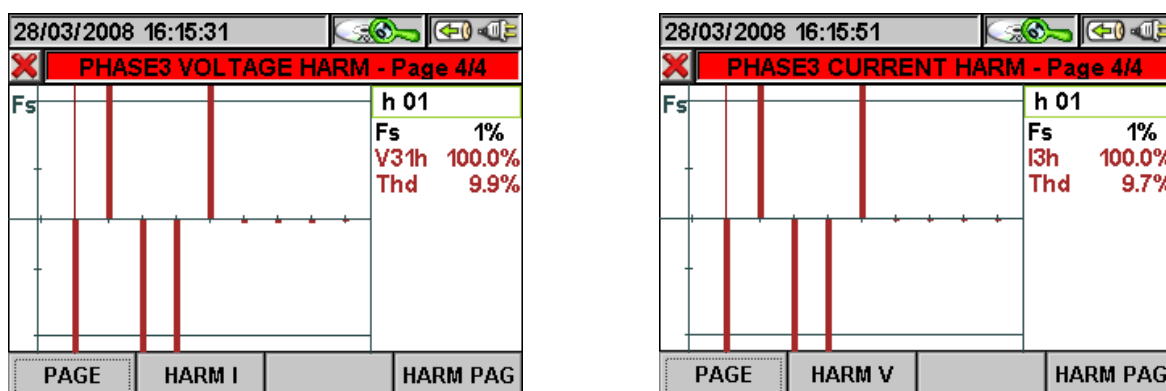 28/03/2008 16:15:31
PHASE3 VOLTAGE HARM - Page 4/4
Fs
h 01
Fs 1%
V31h 100.0%
Thd 9.9%
PAGE HARM I HARM PAG
28/03/2008 16:15:51
PHASE3 CURRENT HARM - Page 4/4
Fs
h 01
Fs 1%
I3h 100.0%
Thd 9.7%
PAGE HARM V HARM PAG